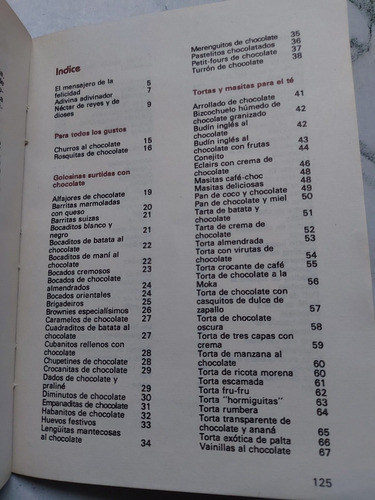 Indice
El mensajero de la
felicidad 5
Adivina adivinador 7
Néctar de reyes y de 9
dioses
Para todos los gustos
Churros al chocolate 15
Rosquitas de chocolate 16
Golosinas surtidas con
chocolate
Alfajores de chocolate 19
Barritas marmoladas 20
con queso
Barritas suizas 21
Bocaditos blanco y 21
negro
Bocaditos de batata al
chocolate 22
Bocaditos de maní al
chocolate 22
Bocados cremosos 23
Bocados de chocolate
almendrados 24
Bocados orientales 24
Brigadeiros 25
Brownies especialísimos 26
Caramelos de chocolate 27
Cuadraditos de batata al
chocolate 27
Cubanitos rellenos con
chocolate 28
Chupetines de chocolate 28
Crocanitas de chocolate 29
Dados de chocolate y
praliné 29
Diminutos de chocolate 30
Empanaditas de chocolate 31
Habanitos de chocolate 32
Huevos festivos 33
Lengüitas mantecosas
al chocolate 34
Merenguitos de chocolate 35
Pastelitos chocolatados 36
Petit-fours de chocolate 37
Turrón de chocolate 38
Tortas y masitas para el té
Arrollado de chocolate 41
Bizcochuelo húmedo de
chocolate granizado 42
Budín inglés al
chocolate 42
Budín inglés al
chocolate con frutas 43
Conejito 44
Eclairs con crema de
chocolate 46
Masitas café-choc 48
Masitas deliciosas 48
Pan de coco y chocolate 49
Pan de chocolate y miel 50
Tarta de batata y
chocolate 51
Tarta de crema de
chocolate 52
Torta almendrada 53
Torta con virutas de
chocolate 54
Torta crocante de café 55
Torta de chocolate a la
Moka 56
Torta de chocolate con
casquitos de dulce de
zapallo 57
Torta de chocolate
oscura 58
Torta de tres capas con
crema 59
Torta de manzana al
chocolate 60
Torta de ricota morena 60
Torta escamada 61
Torta fru-fru 62
Torta "hormiguitas" 63
Torta rumbera 64
Torta transparente de
chocolate y ananá 65
Torta exótica de palta 66
Vainillas al chocolate 67
125